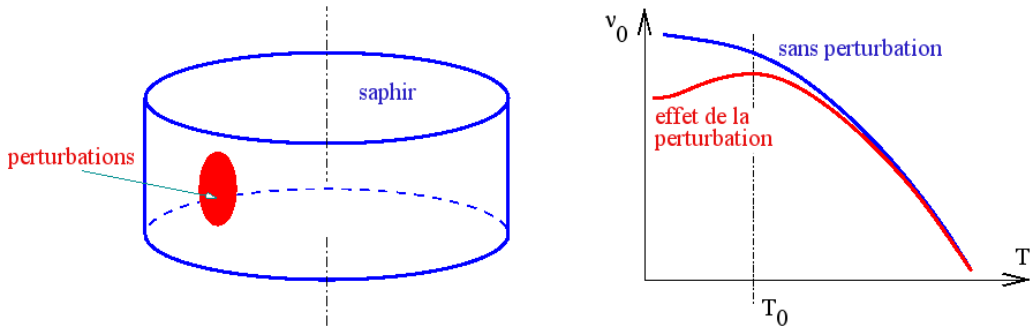 saphir
perturbations
ν0
sans perturbation
effet de la
perturbation
T
T0